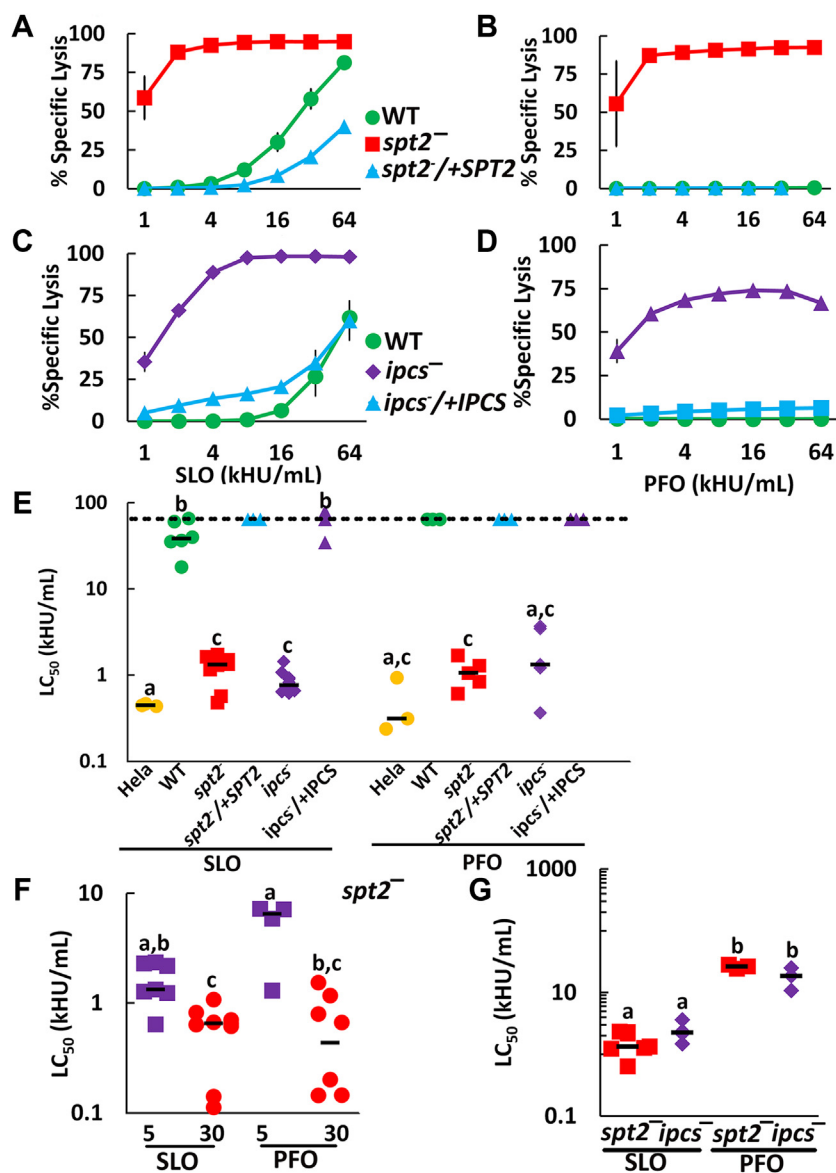 A
B
% Specific Lysis
100
75
50
25
0
1
4
16
64
WT
spt2⁻
spt2⁻/+SPT2
% Specific Lysis
100
75
50
25
0
1
4
16
64
C
D
%Specific Lysis
100
75
50
25
0
1
4
16
64
SLO (kHU/mL)
WT
ipcs⁻
ipcs⁻/+IPCS
%Specific Lysis
100
75
50
25
0
1
4
16
64
PFO (kHU/mL)
E
LC₅₀ (kHU/mL)
100
10
1
0.1
a
b
c
c
b
a,c
c
a,c
Hela
WT
spt2⁻
spt2⁻/+SPT2
ipcs⁻
ipcs⁻/+IPCS
Hela
WT
spt2⁻
spt2⁻/+SPT2
ipcs⁻
ipcs⁻/+IPCS
SLO
PFO
F
spt2⁻
LC₅₀ (kHU/mL)
10
1
0.1
a,b
c
a
b,c
5
30
5
30
SLO
PFO
G
LC₅₀ (kHU/mL)
1000
10
0.1
a
a
b
b
spt2⁻
ipcs⁻
spt2⁻
ipcs⁻
SLO
PFO